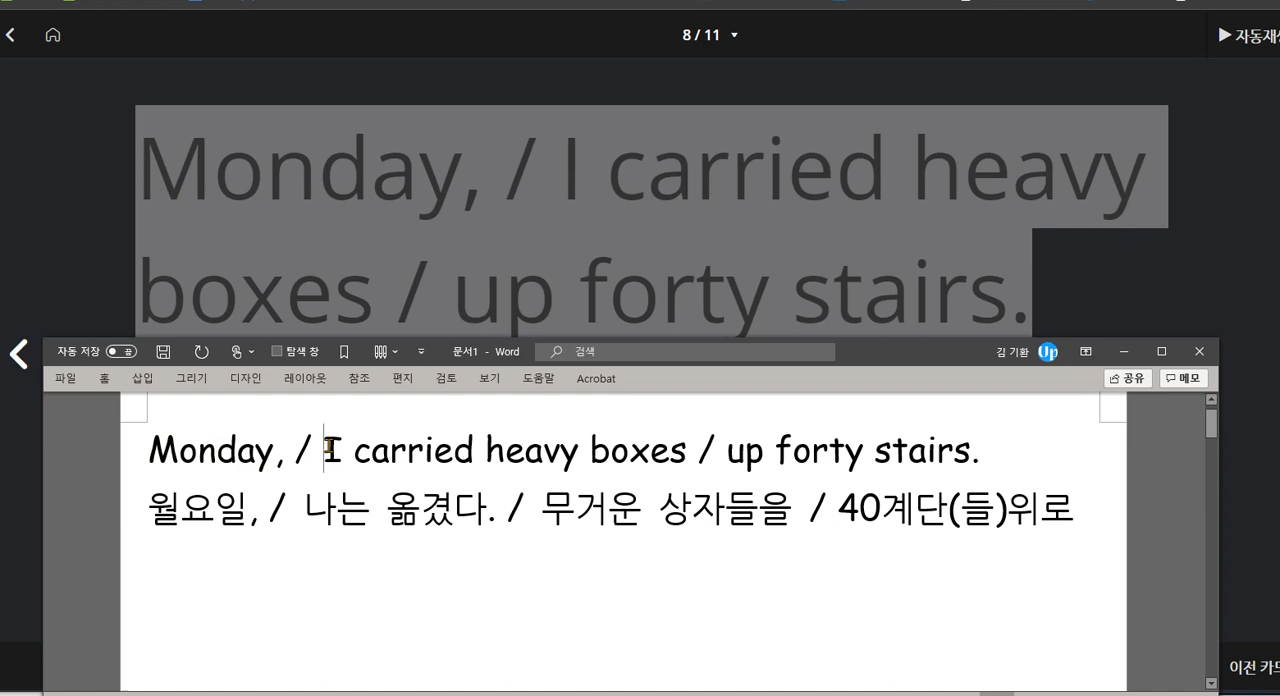 8 / 11
▶ 자동재생
Monday, / I carried heavy
boxes / up forty stairs.
자동 저장 끔 탐색 창 문서1 - Word 검색 김 기환 Up
파일 홈 삽입 그리기 디자인 레이아웃 참조 편지 검토 보기 도움말 Acrobat 공유 메모
Monday, / I carried heavy boxes / up forty stairs.
월요일, / 나는 옮겼다. / 무거운 상자들을 / 40계단(들)위로
이전 카드